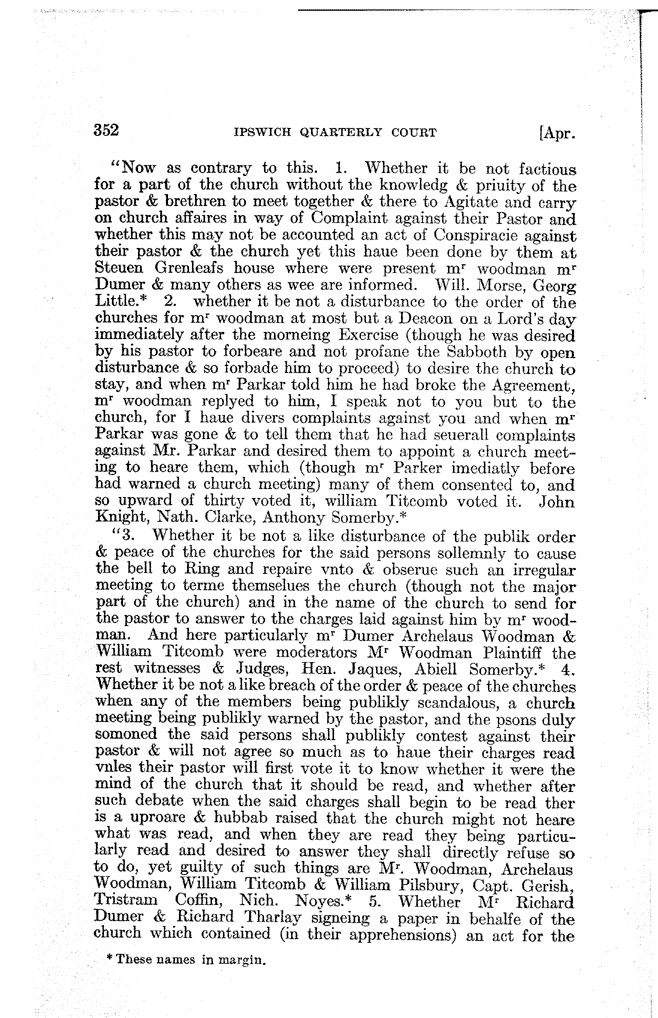 352 IPSWICH QUARTERLY COURT [Apr.
“Now as contrary to this. 1. Whether it be not factious
for a part of the church without the knowledg & priuity of the
pastor & brethren to meet together & there to Agitate and carry
on church affaires in way of Complaint against their Pastor and
whether this may not be accounted an act of Conspiracie against
their pastor & the church yet this haue been done by them at
Steuen Grenleafs house where were present mʳ woodman mʳ
Dumer & many others as wee are informed. Will. Morse, Georg
Little.* 2. whether it be not a disturbance to the order of the
churches for mʳ woodman at most but a Deacon on a Lord's day
immediately after the morneing Exercise (though he was desired
by his pastor to forbeare and not profane the Sabboth by open
disturbance & so forbade him to proceed) to desire the church to
stay, and when mʳ Parkar told him he had broke the Agreement,
mʳ woodman replyed to him, I speak not to you but to the
church, for I haue divers complaints against you and when mʳ
Parkar was gone & to tell them that he had seuerall complaints
against Mr. Parkar and desired them to appoint a church meet-
ing to heare them, which (though mʳ Parker imediatly before
had warned a church meeting) many of them consented to, and
so upward of thirty voted it, william Titcomb voted it. John
Knight, Nath. Clarke, Anthony Somerby.*
“3. Whether it be not a like disturbance of the publik order
& peace of the churches for the said persons sollemnly to cause
the bell to Ring and repaire vnto & obserue such an irregular
meeting to terme themselues the church (though not the major
part of the church) and in the name of the church to send for
the pastor to answer to the charges laid against him by mʳ wood-
man. And here particularly mʳ Dumer Archelaus Woodman &
William Titcomb were moderators Mʳ Woodman Plaintiff the
rest witnesses & Judges, Hen. Jaques, Abiell Somerby.* 4.
Whether it be not a like breach of the order & peace of the churches
when any of the members being publikly scandalous, a church
meeting being publikly warned by the pastor, and the psons duly
somoned the said persons shall publikly contest against their
pastor & will not agree so much as to haue their charges read
vnles their pastor will first vote it to know whether it were the
mind of the church that it should be read, and whether after
such debate when the said charges shall begin to be read ther
is a uproare & hubbab raised that the church might not heare
what was read, and when they are read they being particu-
larly read and desired to answer they shall directly refuse so
to do, yet guilty of such things are Mʳ. Woodman, Archelaus
Woodman, William Titcomb & William Pilsbury, Capt. Gerish,
Tristram Coffin, Nich. Noyes.* 5. Whether Mʳ Richard
Dumer & Richard Tharlay signeing a paper in behalfe of the
church which contained (in their apprehensions) an act for the
* These names in margin.